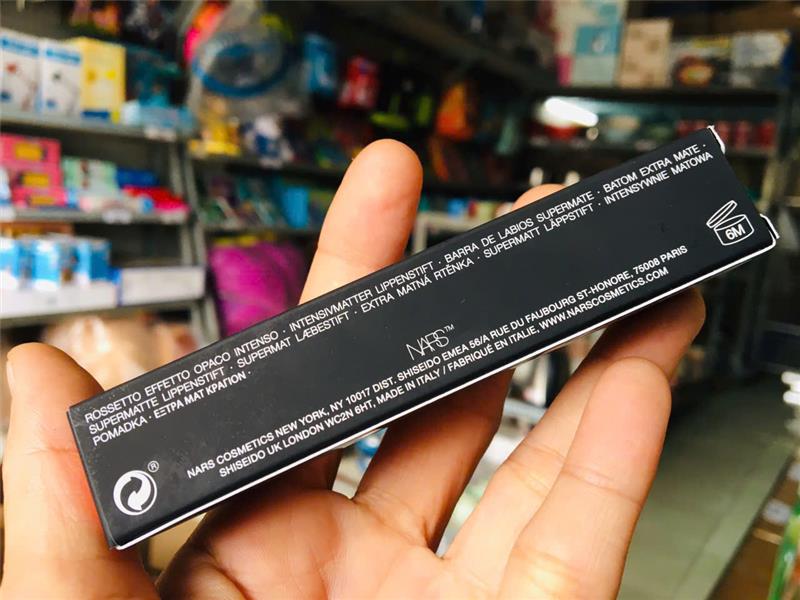 ROSSETTO EFFETTO OPACO INTENSO · INTENSIVMATTER LIPPENSTIFT · BARRA DE LABIOS SUPERMATE · BATOM EXTRA MATE ·
SUPERMATTE LIPPENSTIFT · SUPERMAT LÆBESTIFT · EXTRA MATNÁ RTĚNKA · SUPERMATT LÄPPSTIFT · INTENSYWNIE MATOWA
POMADKA · ΕΞΤΡΑ ΜΑΤ ΚΡΑΓΙΟΝ ·
6M
NARS™
NARS COSMETICS NEW YORK, NY 10017 DIST. SHISEIDO EMEA 56/A RUE DU FAUBOURG ST-HONORE, 75008 PARIS
SHISEIDO UK LONDON WC2N 6HT, MADE IN ITALY / FABRIQUÉ EN ITALIE. WWW.NARSCOSMETICS.COM
®